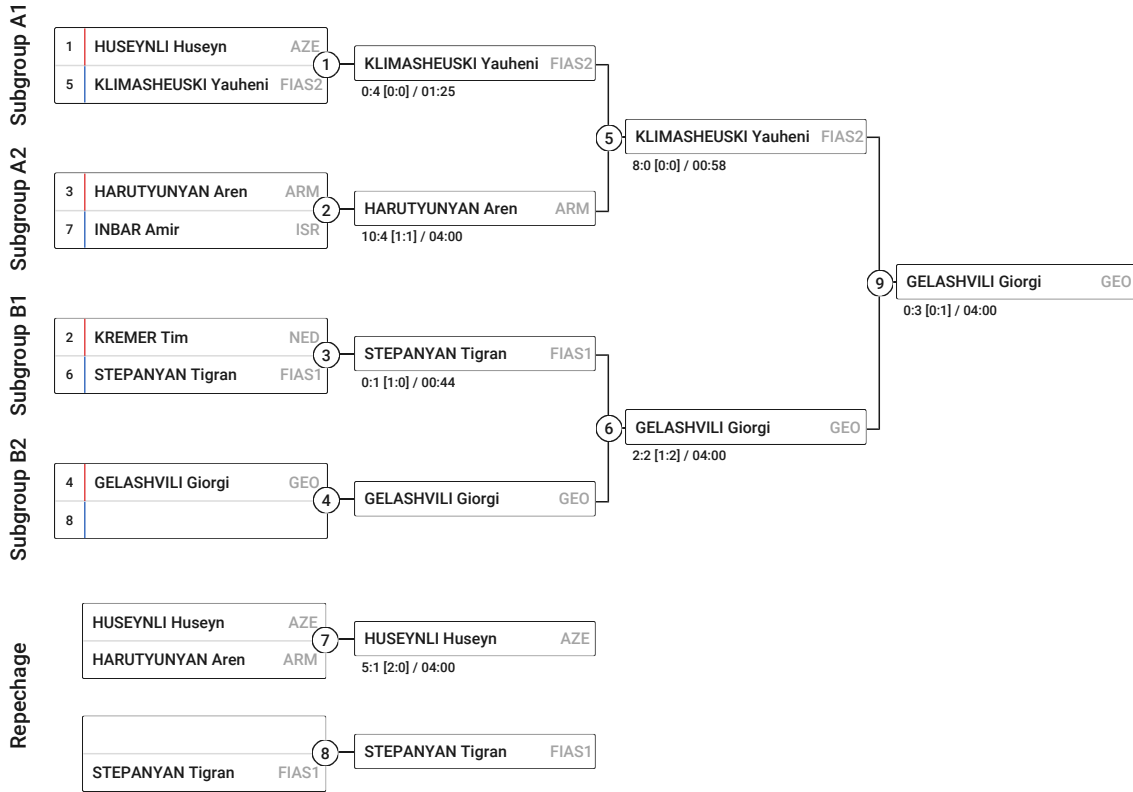 Subgroup A1
1 HUSEYNLI Huseyn AZE
5 KLIMASHEUSKI Yauheni FIAS2
1
KLIMASHEUSKI Yauheni FIAS2
0:4 [0:0] / 01:25
Subgroup A2
3 HARUTYUNYAN Aren ARM
7 INBAR Amir ISR
2
HARUTYUNYAN Aren ARM
10:4 [1:1] / 04:00
5
KLIMASHEUSKI Yauheni FIAS2
8:0 [0:0] / 00:58
Subgroup B1
2 KREMER Tim NED
6 STEPANYAN Tigran FIAS1
3
STEPANYAN Tigran FIAS1
0:1 [1:0] / 00:44
Subgroup B2
4 GELASHVILI Giorgi GEO
8
4
GELASHVILI Giorgi GEO
6
GELASHVILI Giorgi GEO
2:2 [1:2] / 04:00
9
GELASHVILI Giorgi GEO
0:3 [0:1] / 04:00
Repechage
HUSEYNLI Huseyn AZE
HARUTYUNYAN Aren ARM
7
HUSEYNLI Huseyn AZE
5:1 [2:0] / 04:00
STEPANYAN Tigran FIAS1
8
STEPANYAN Tigran FIAS1